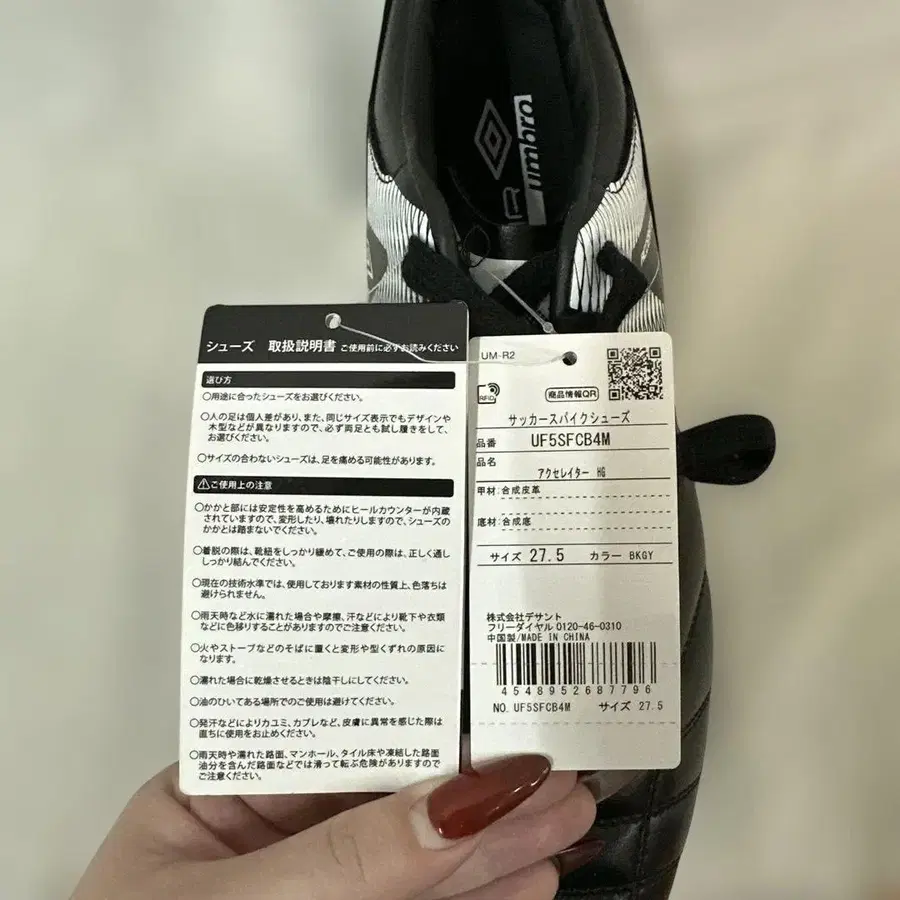 umbro
シューズ 取扱説明書 ご使用前に必ずお読みください
選び方
○用途に合ったシューズをお選びください。
○人の足は個人差があり、また、同じサイズ表示でもデザインや
木型などが異なりますので、必ず両足とも試し履きをして、
お選びください。
○サイズの合わないシューズは、足を痛める可能性があります。
⚠ご使用上の注意
○かかと部には安定性を高めるためにヒールカウンターが内蔵
されていますので、変形したり、壊れたりしますので、シューズの
かかとは踏まないでください。
○着脱の際は、靴紐をしっかり緩めて、ご使用の際は、正しく通し
しっかり結んでください。
○現在の技術水準では、使用しております素材の性質上、色落ちは
避けられません。
○雨天時など水に濡れた場合や摩擦、汗などにより靴下や衣類
などに色移りすることがありますのでご注意ください。
○火やストーブなどのそばに置くと変形や型くずれの原因に
なります。
○濡れた場合に乾燥させるときは陰干しにしてください。
○油のひいてある場所でのご使用は避けてください。
○発汗などによりカユミ、カブレなど、皮膚に異常を感じた際は
直ちに使用をお止めください。
○雨天時や濡れた路面、マンホール、タイル床や凍結した路面
油分を含んだ路面などでは滑って転ぶ危険がありますので
ご注意ください。
UM-R2
RFID
商品情報QR
サッカースパイクシューズ
品番 UF5SFCB4M
品名
アクセレイター HG
甲材:合成皮革
底材:合成底
サイズ 27.5 カラー BKGY
株式会社デサント
フリーダイヤル 0120-46-0310
中国製/MADE IN CHINA
4548952687796
NO. UF5SFCB4M サイズ 27.5